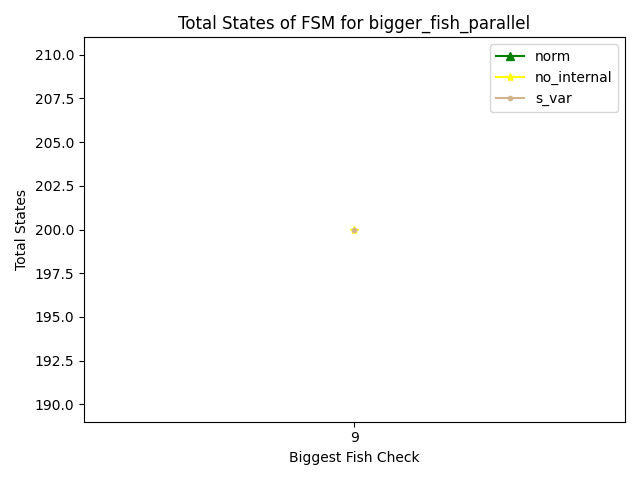 Total States of FSM for bigger_fish_parallel
norm
no_internal
s_var
Total States
210.0
207.5
205.0
202.5
200.0
197.5
195.0
192.5
190.0
9
Biggest Fish Check